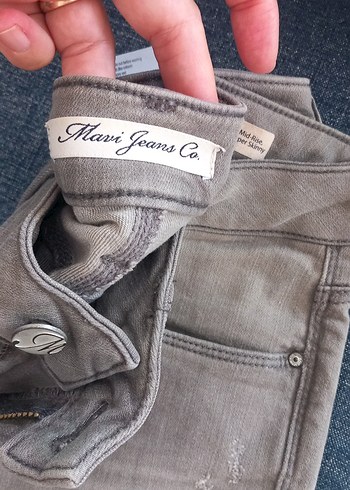 Mavi Jeans Co.
Mid-Rise,
per Skinny